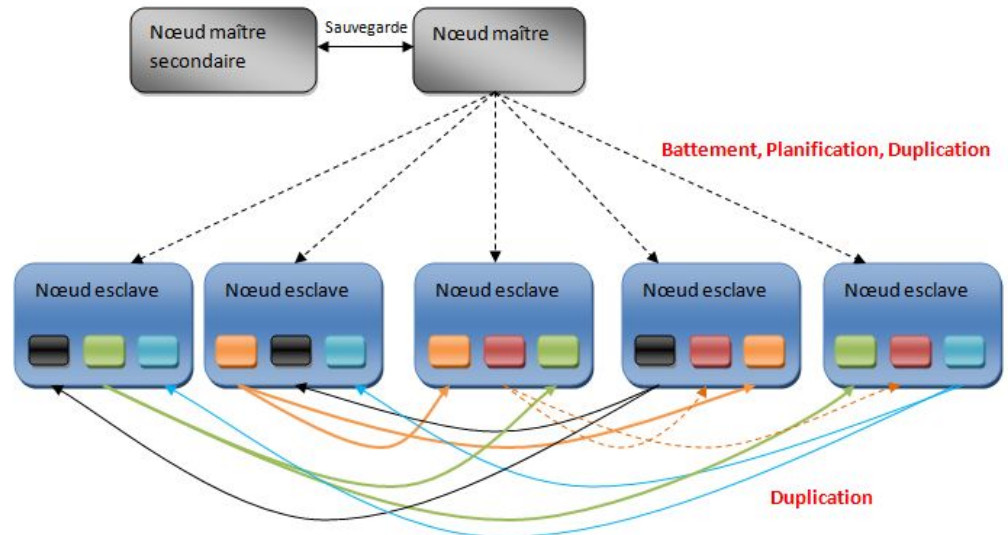 Nœud maître
secondaire
Sauvegarde
Nœud maître
Battement, Planification, Duplication
Nœud esclave
Nœud esclave
Nœud esclave
Nœud esclave
Nœud esclave
Duplication